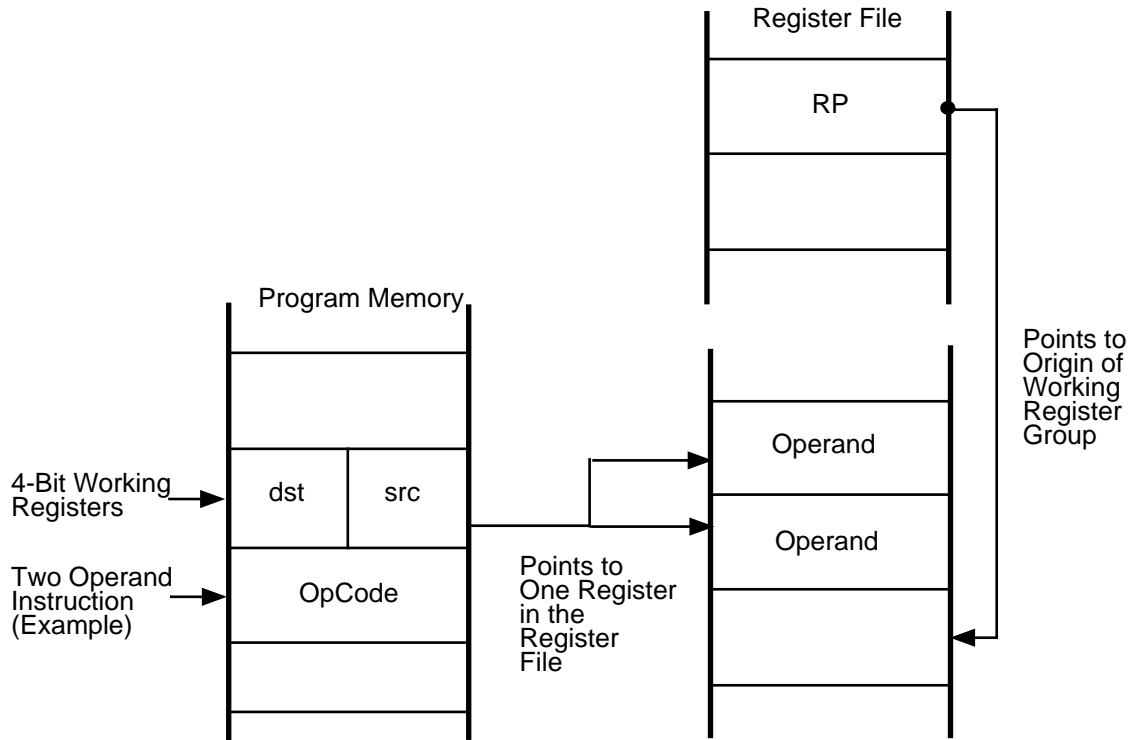 Register File
RP
Program Memory
Points to
Origin of
Working
Register
Group
Operand
4-Bit Working
Registers
dst
src
Operand
Two Operand
Instruction
(Example)
OpCode
Points to
One Register
in the
Register
File